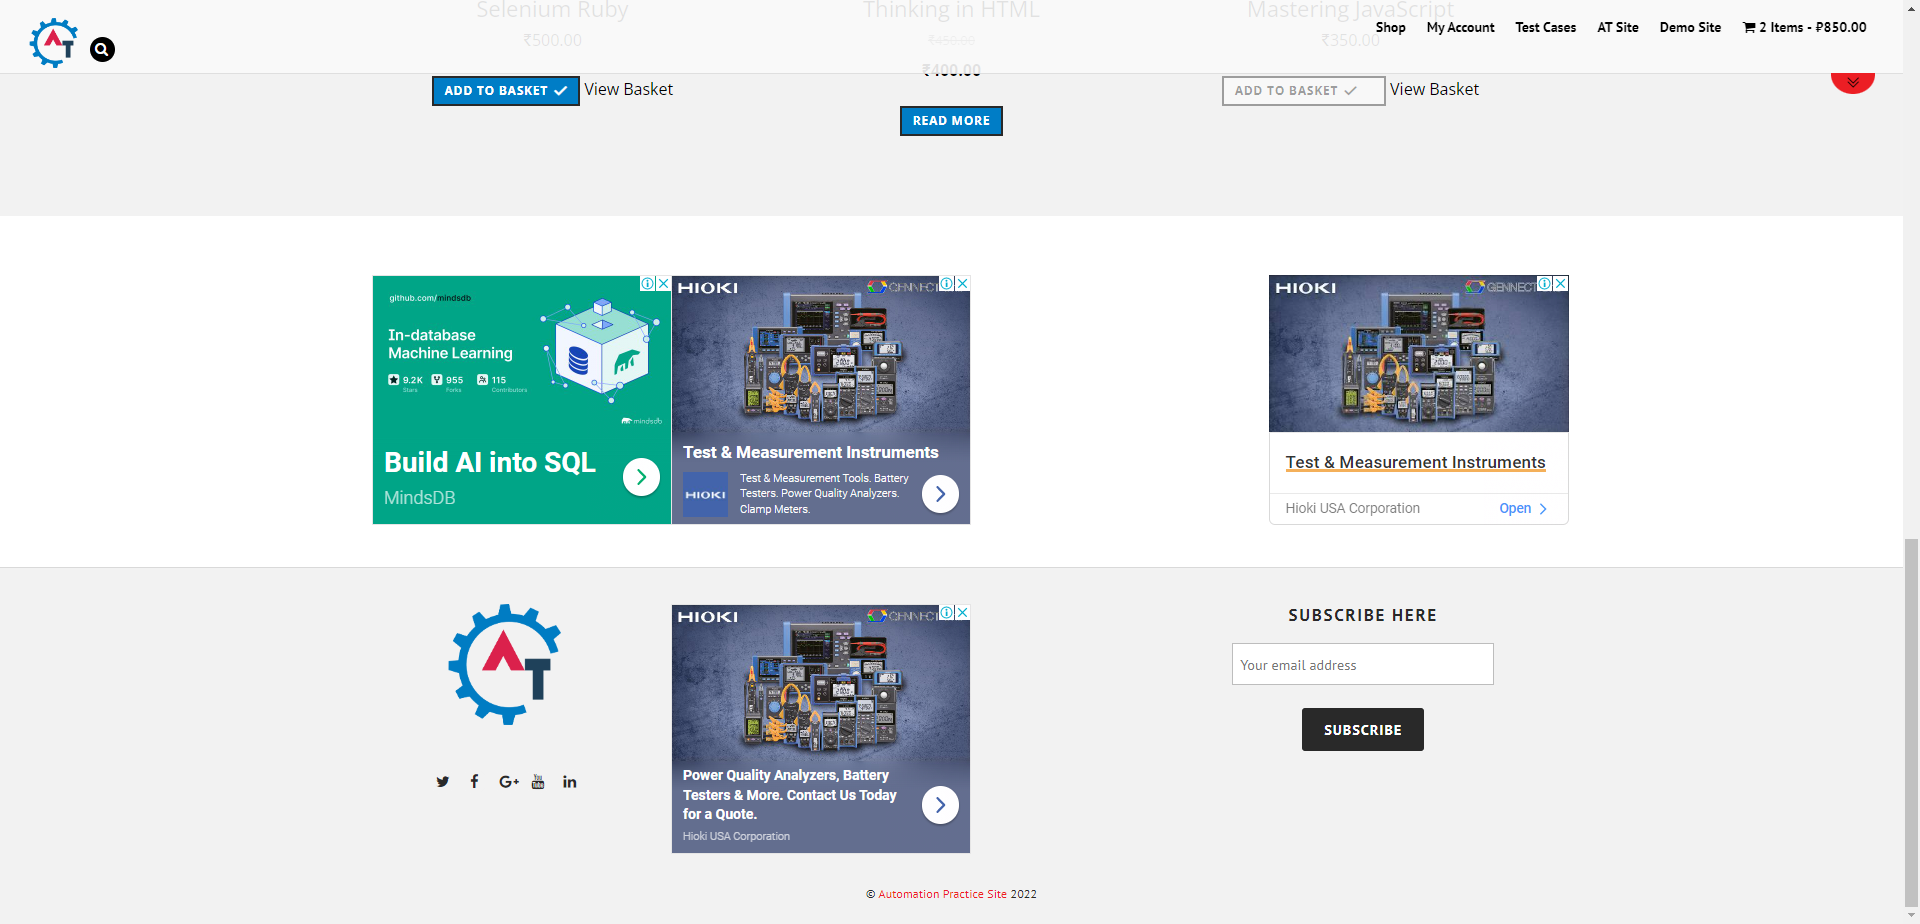 Selenium Ruby
₹500.00
ADD TO BASKET
View Basket
Thinking in HTML
₹450.00
₹400.00
READ MORE
Mastering JavaScript
₹350.00
ADD TO BASKET
View Basket
AT
Shop
My Account
Test Cases
AT Site
Demo Site
2 Items - ₽850.00
github.com/mindsdb
In-database
Machine Learning
9.2K
Stars
955
Forks
115
Contributors
mindsdb
Build AI into SQL
MindsDB
HIOKI
GENNECT
Test & Measurement Instruments
HIOKI
Test & Measurement Tools. Battery
Testers. Power Quality Analyzers.
Clamp Meters.
HIOKI
GENNECT
Test & Measurement Instruments
Hioki USA Corporation
Open
AT
HIOKI
GENNECT
Power Quality Analyzers, Battery
Testers & More. Contact Us Today
for a Quote.
Hioki USA Corporation
SUBSCRIBE HERE
Your email address
SUBSCRIBE
© Automation Practice Site 2022